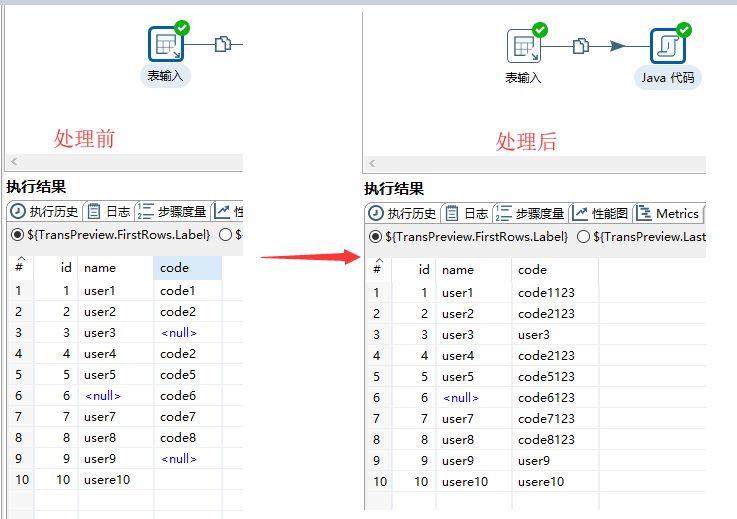 表输入
处理前
执行结果
执行历史 日志 步骤度量
${TransPreview.FirstRows.Label}
# id name code
1 1 user1 code1
2 2 user2 code2
3 3 user3 <null>
4 4 user4 code2
5 5 user5 code5
6 6 <null> code6
7 7 user7 code7
8 8 user8 code8
9 9 user9 <null>
10 10 usere10
表输入 Java 代码
处理后
执行结果
执行历史 日志 步骤度量 性能图 Metrics
${TransPreview.FirstRows.Label} ${TransPreview.Last
# id name code
1 1 user1 code1123
2 2 user2 code2123
3 3 user3 user3
4 4 user4 code2123
5 5 user5 code5123
6 6 <null> code6123
7 7 user7 code7123
8 8 user8 code8123
9 9 user9 user9
10 10 usere10 usere10